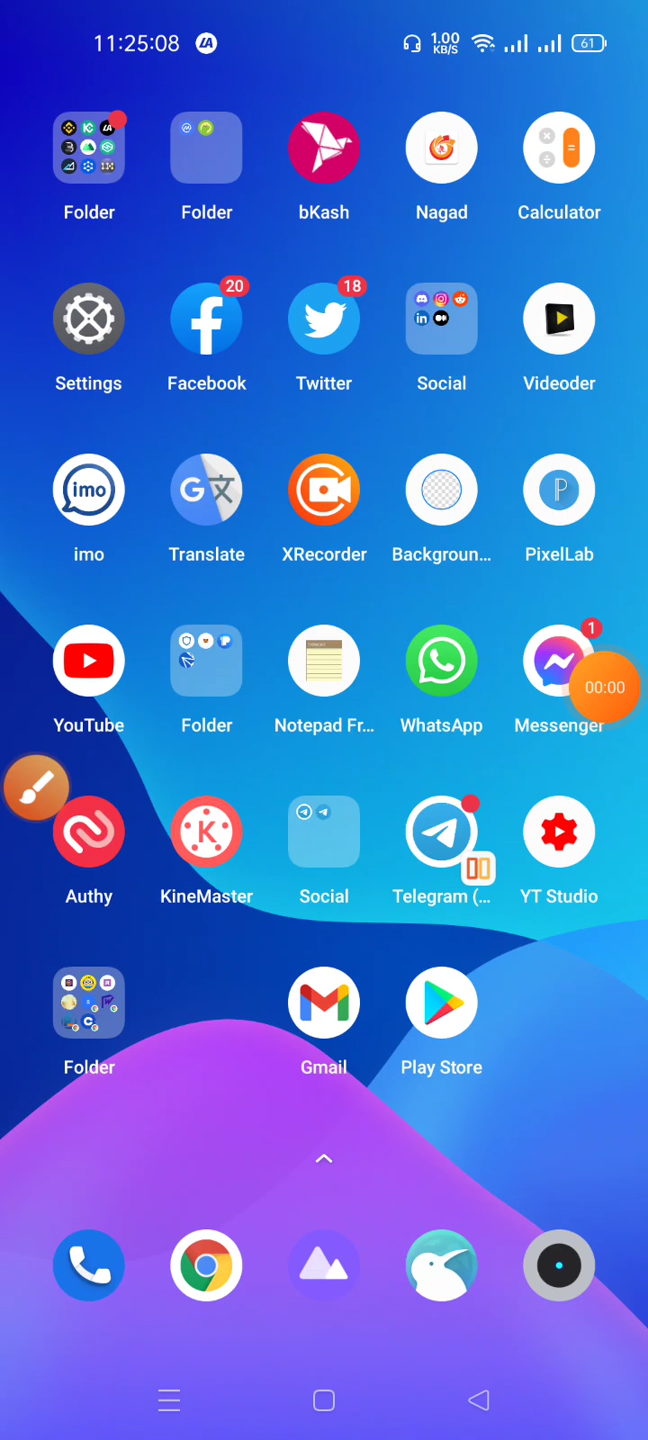 11:25:08 LA 1.00 KB/S 61
Folder Folder bKash Nagad Calculator
20 18
Settings Facebook Twitter Social Videoder
imo
imo Translate XRecorder Backgroun... PixelLab
1
00:00
YouTube Folder Notepad Fr... WhatsApp Messenger
Authy KineMaster Social Telegram (... YT Studio
Folder Gmail Play Store